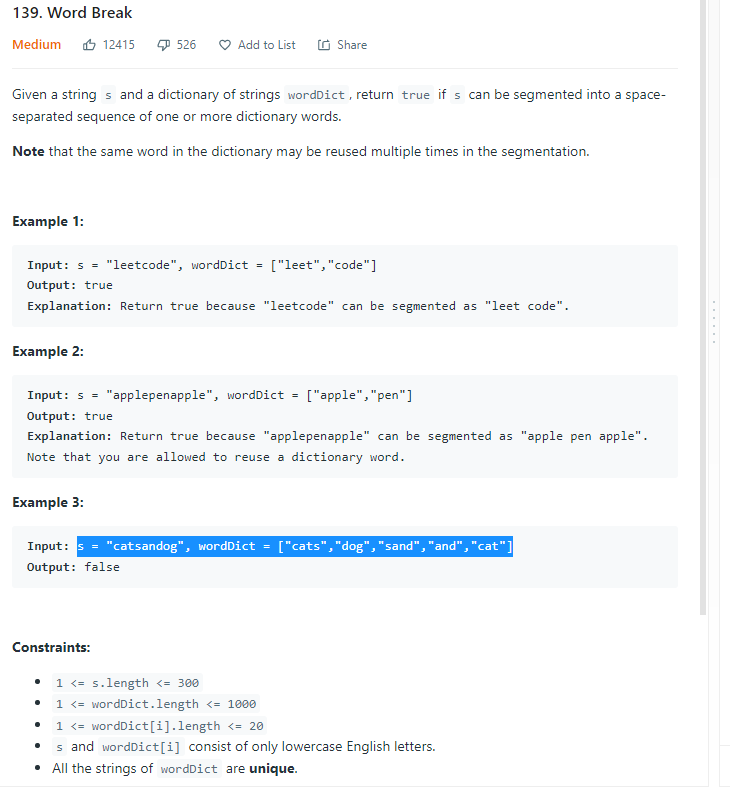 139. Word Break
Medium 12415 526 Add to List Share
Given a string s and a dictionary of strings wordDict, return true if s can be segmented into a space-
separated sequence of one or more dictionary words.
Note that the same word in the dictionary may be reused multiple times in the segmentation.
Example 1:
Input: s = "leetcode", wordDict = ["leet","code"]
Output: true
Explanation: Return true because "leetcode" can be segmented as "leet code".
Example 2:
Input: s = "applepenapple", wordDict = ["apple","pen"]
Output: true
Explanation: Return true because "applepenapple" can be segmented as "apple pen apple".
Note that you are allowed to reuse a dictionary word.
Example 3:
Input: s = "catsandog", wordDict = ["cats","dog","sand","and","cat"]
Output: false
Constraints:
• 1 <= s.length <= 300
• 1 <= wordDict.length <= 1000
• 1 <= wordDict[i].length <= 20
• s and wordDict[i] consist of only lowercase English letters.
• All the strings of wordDict are unique.